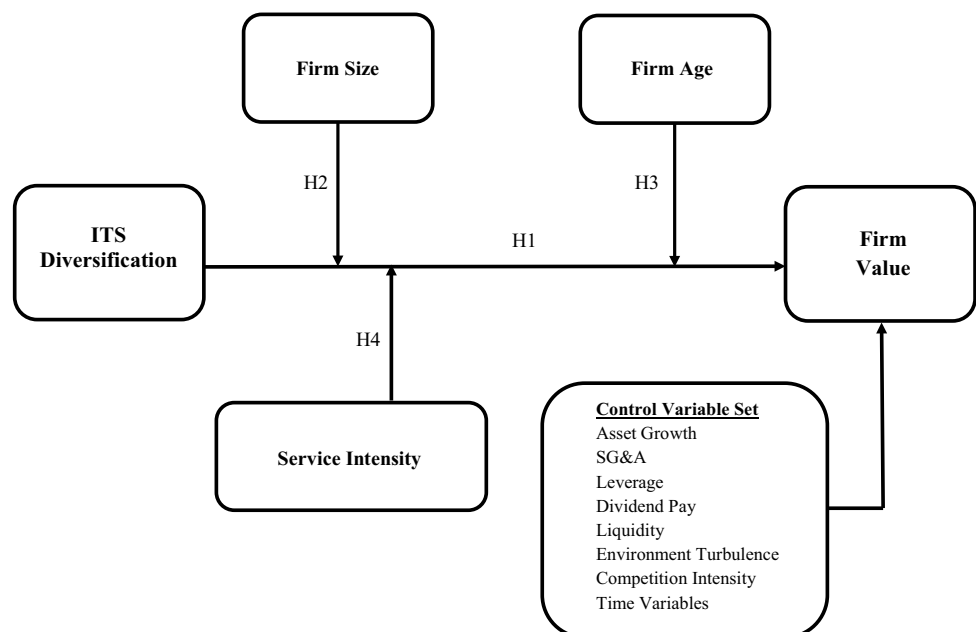 Firm Size
Firm Age
H2
H3
ITS
Diversification
H1
Firm
Value
H4
Service Intensity
Control Variable Set
Asset Growth
SG&A
Leverage
Dividend Pay
Liquidity
Environment Turbulence
Competition Intensity
Time Variables